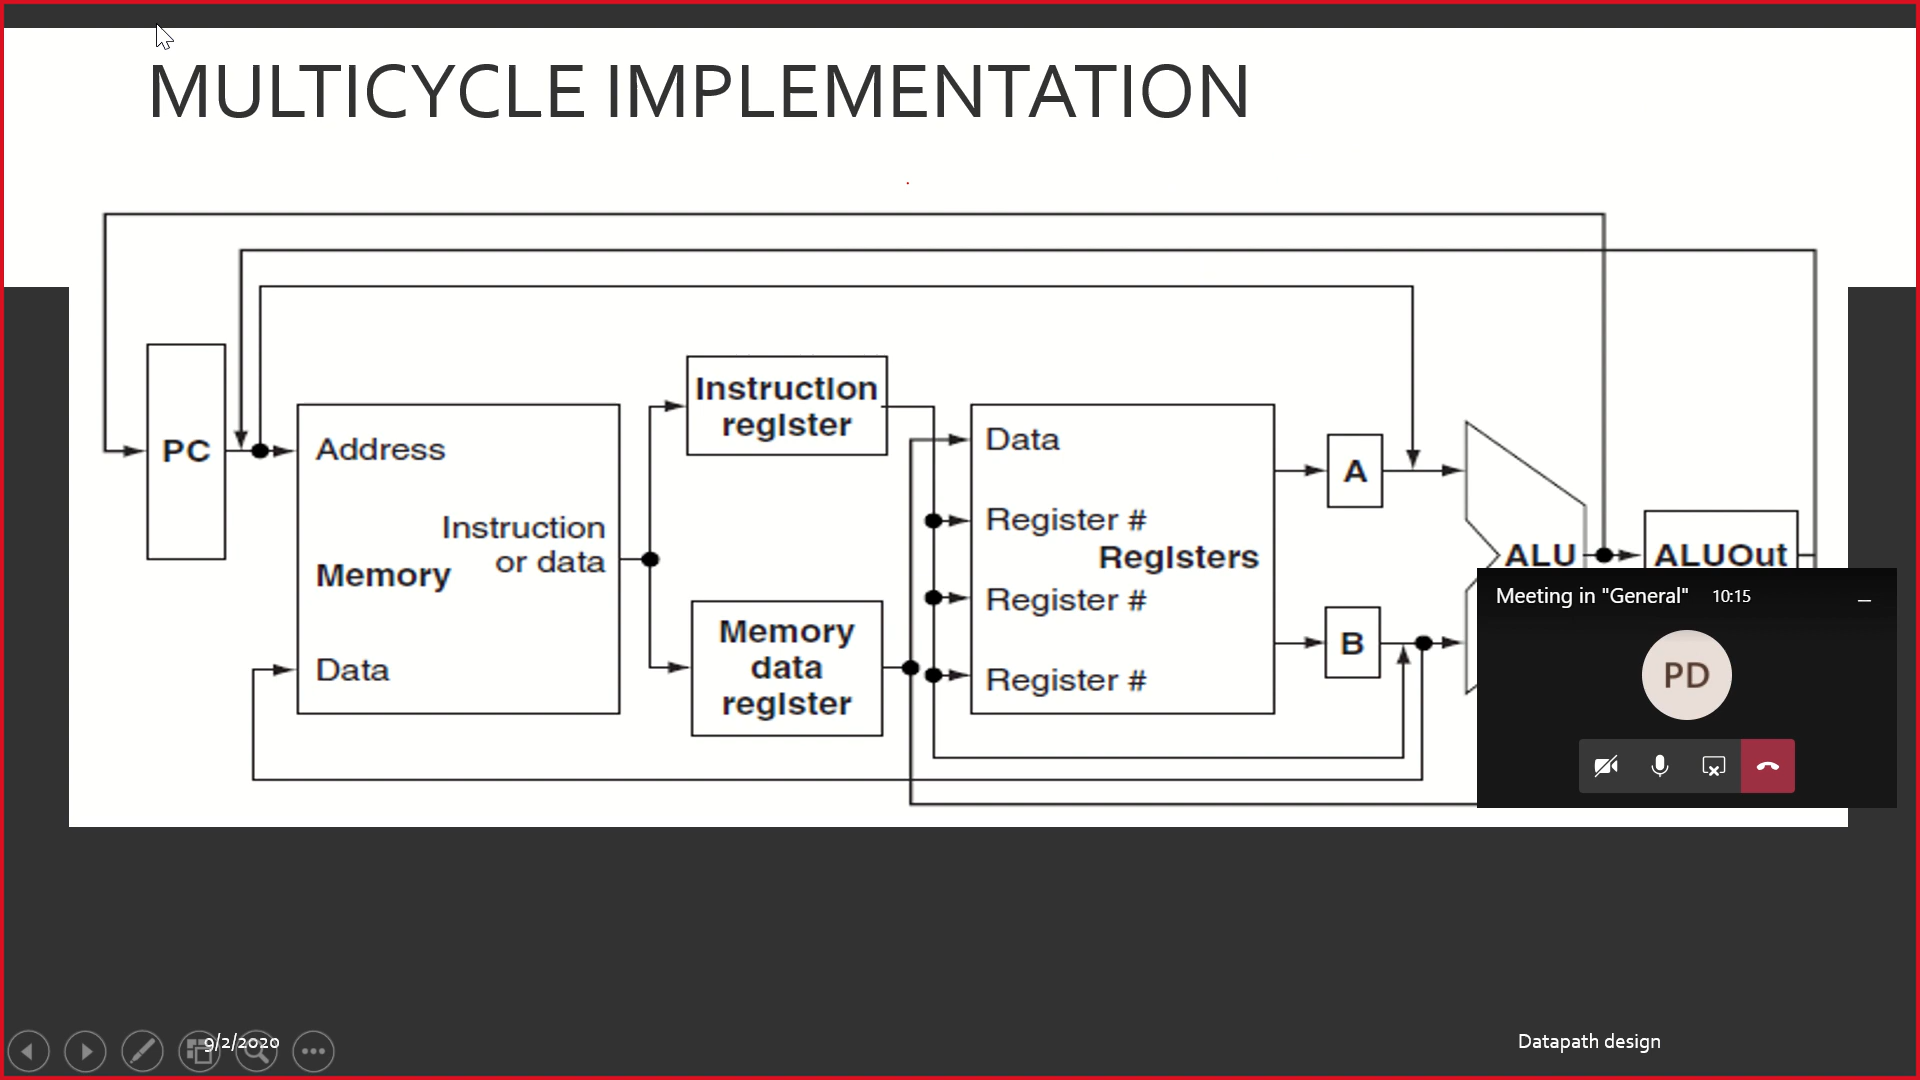 MULTICYCLE IMPLEMENTATION
PC
Address
Instruction
or data
Memory
Data
Instruction
register
Memory
data
register
Data
Register #
Registers
Register #
Register #
A
B
ALU
ALUOut
Meeting in "General" 10:15
PD
9/2/2020
Datapath design